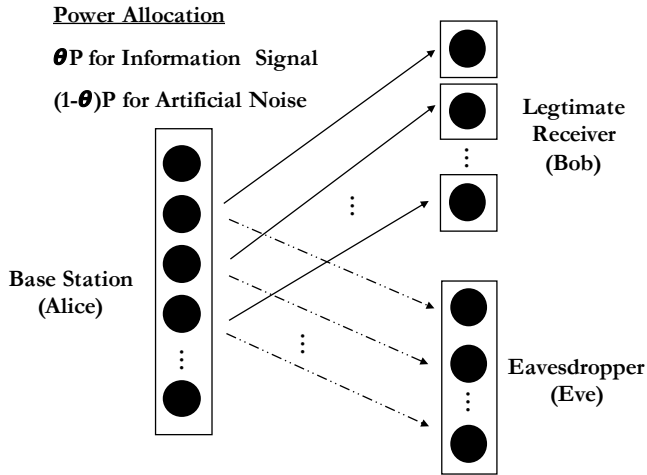 Power Allocation
θP for Information Signal
(1-θ)P for Artificial Noise
Legtimate
Receiver
(Bob)
Base Station
(Alice)
Eavesdropper
(Eve)